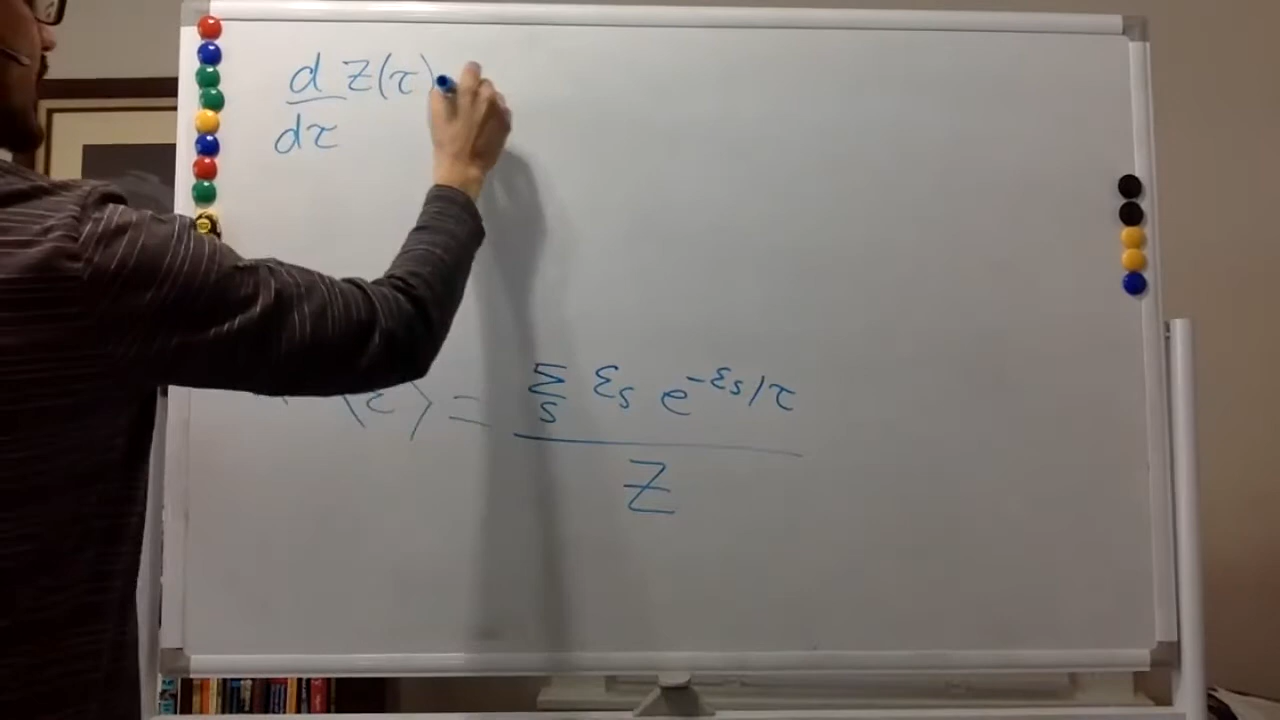 d Z(τ)
dτ
⟨ε⟩ = Σ εs e^-εs/τ
s
Z